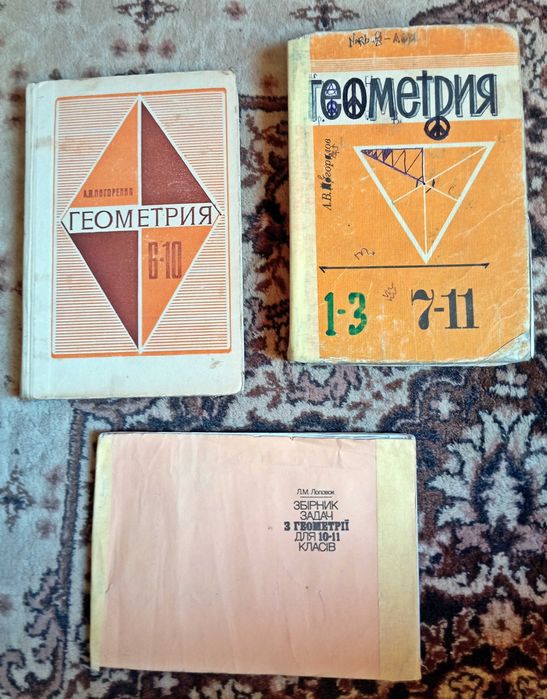 А.В. ПОГОРЕЛОВ
ГЕОМЕТРИЯ
6-10
геометрия
А.В. Погорелов
1-3
7-11
Л.М. Лоповок
ЗБІРНИК
ЗАДАЧ
З ГЕОМЕТРІЇ
ДЛЯ 10-11
КЛАСІВ